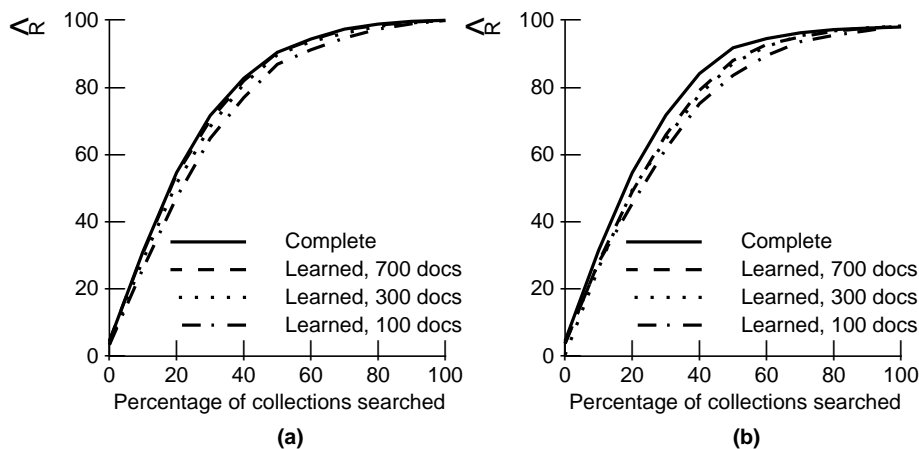 R̂
100
80
60
40
20
0
Complete
Learned, 700 docs
Learned, 300 docs
Learned, 100 docs
0 20 40 60 80 100
Percentage of collections searched
(a)
R̂
100
80
60
40
20
0
Complete
Learned, 700 docs
Learned, 300 docs
Learned, 100 docs
0 20 40 60 80 100
Percentage of collections searched
(b)